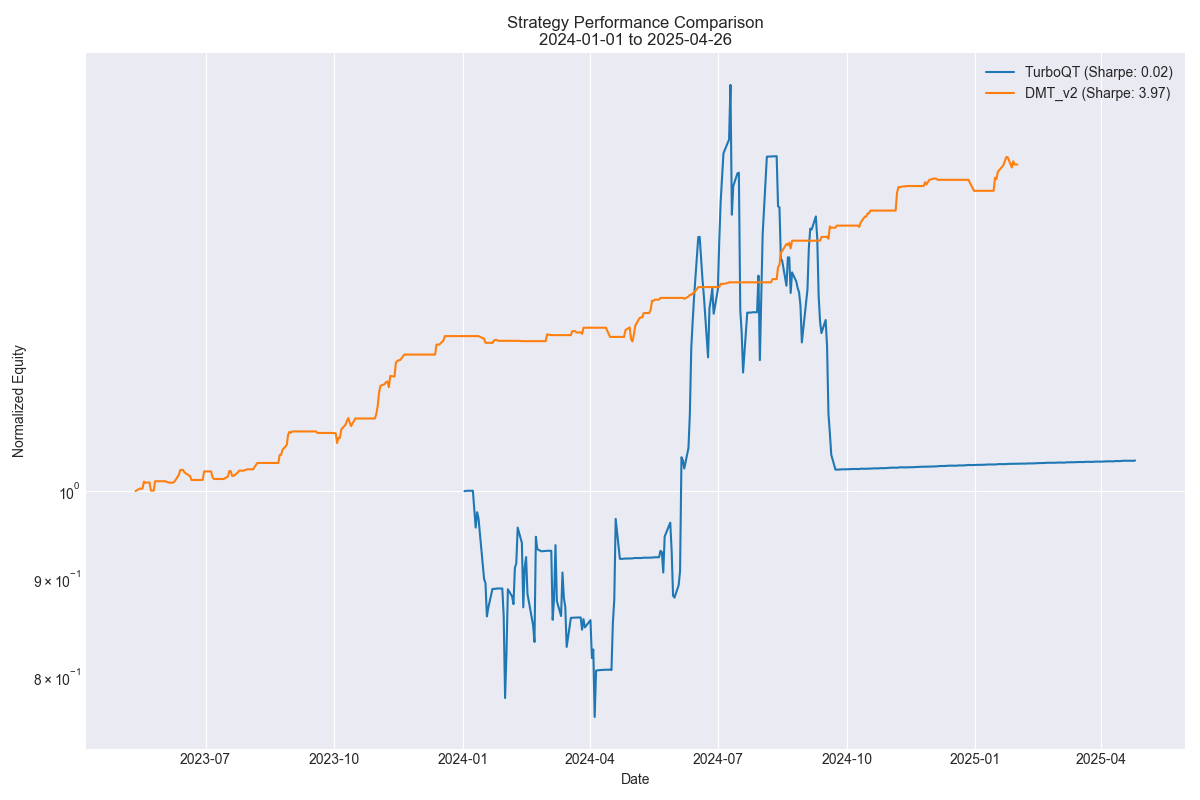 Strategy Performance Comparison
2024-01-01 to 2025-04-26
TurboQT (Sharpe: 0.02)
DMT_v2 (Sharpe: 3.97)
Normalized Equity
10⁰
9 × 10⁻¹
8 × 10⁻¹
2023-07 2023-10 2024-01 2024-04 2024-07 2024-10 2025-01 2025-04
Date